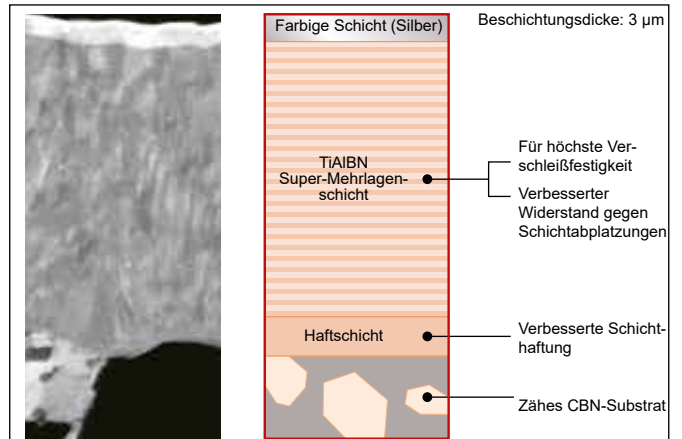 Farbige Schicht (Silber)
Beschichtungsdicke: 3 μm
TiAlBN
Super-Mehrlagen-
schicht
Für höchste Ver-
schleißfestigkeit
Verbesserter
Widerstand gegen
Schichtabplatzungen
Haftschicht
Verbesserte Schicht-
haftung
Zähes CBN-Substrat